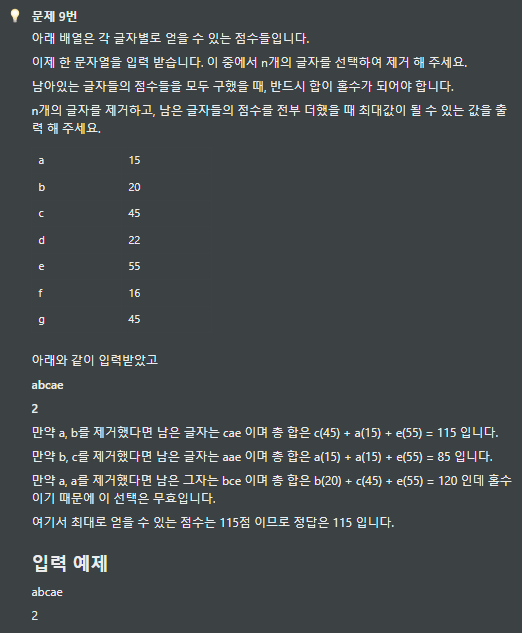 문제 9번
아래 배열은 각 글자별로 얻을 수 있는 점수들입니다.
이제 한 문자열을 입력 받습니다. 이 중에서 n개의 글자를 선택하여 제거 해 주세요.
남아있는 글자들의 점수들을 모두 구했을 때, 반드시 합이 홀수가 되어야 합니다.
n개의 글자를 제거하고, 남은 글자들의 점수를 전부 더했을 때 최대값이 될 수 있는 값을 출
력 해 주세요.
a 15
b 20
c 45
d 22
e 55
f 16
g 45
아래와 같이 입력받았고
abcae
2
만약 a, b를 제거했다면 남은 글자는 cae 이며 총 합은 c(45) + a(15) + e(55) = 115 입니다.
만약 b, c를 제거했다면 남은 글자는 aae 이며 총 합은 a(15) + a(15) + e(55) = 85 입니다.
만약 a, a를 제거했다면 남은 그자는 bce 이며 총 합은 b(20) + c(45) + e(55) = 120 인데 홀수
이기 때문에 이 선택은 무효입니다.
여기서 최대로 얻을 수 있는 점수는 115점 이므로 정답은 115 입니다.
입력 예제
abcae
2